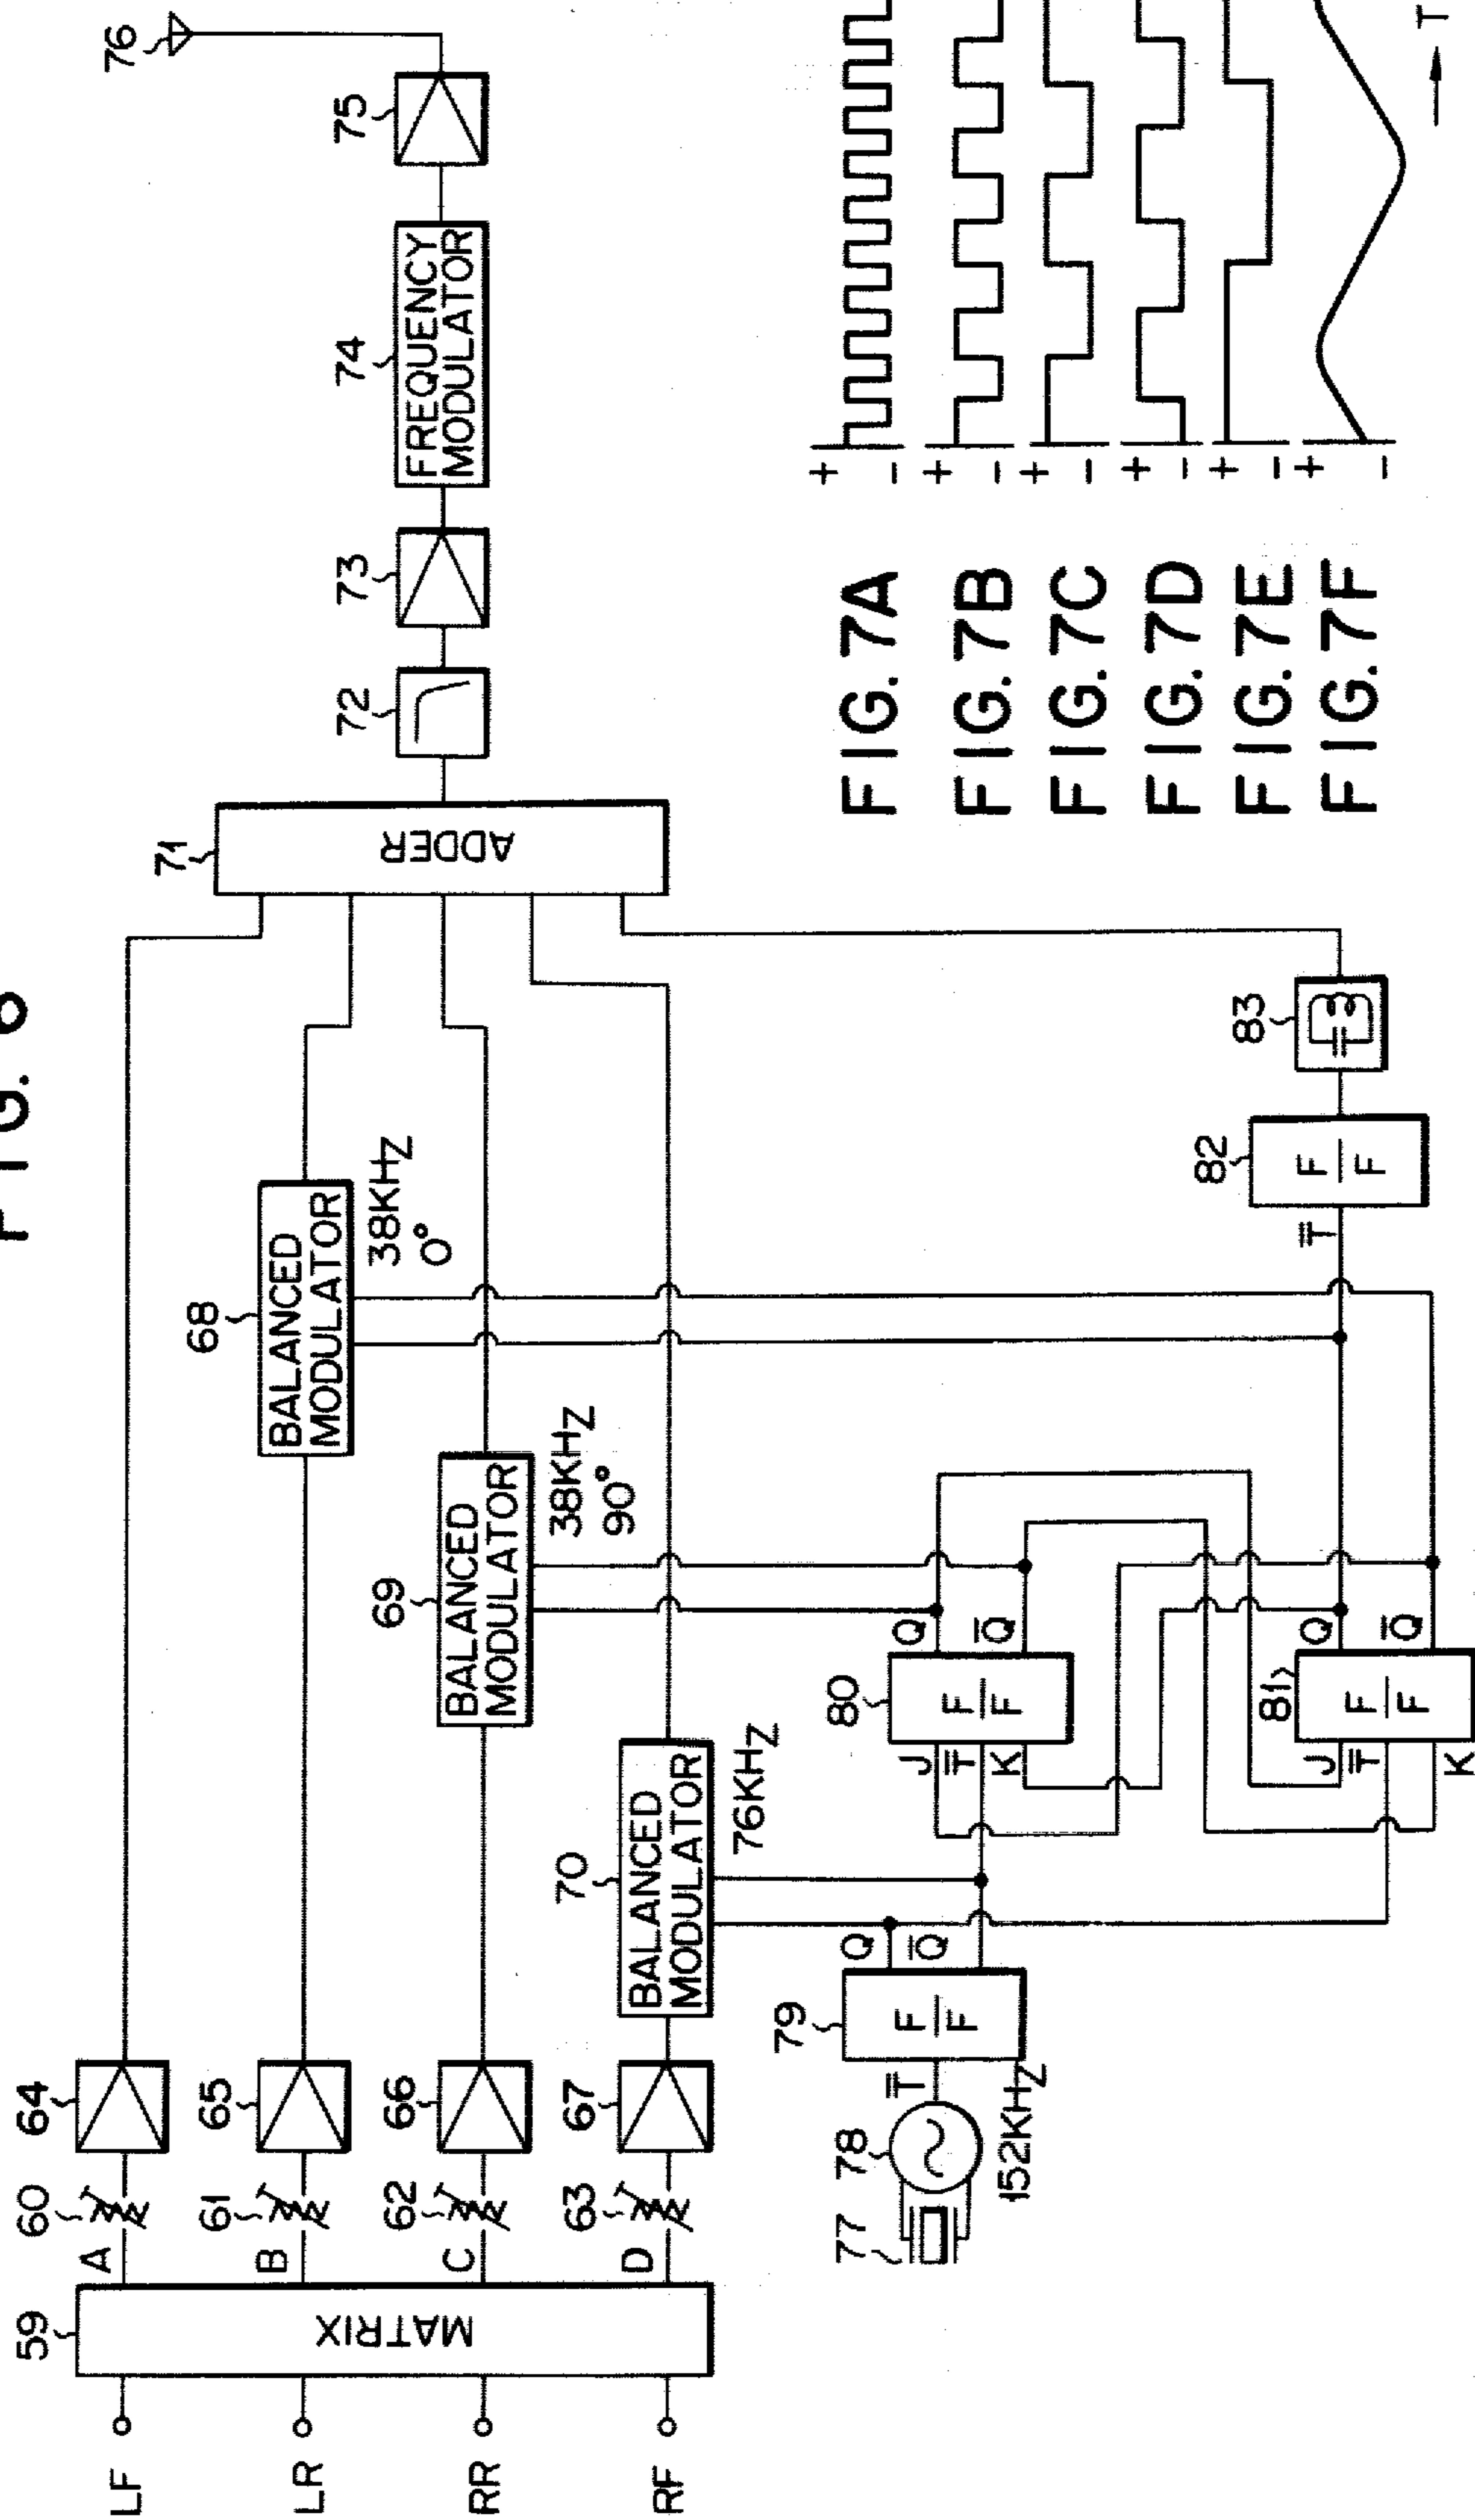 FIG. 6
LF
LR
RR
RF
59
MATRIX
A
B
C
D
60
61
62
63
64
65
66
67
68
BALANCED
MODULATOR
38KHZ
0°
69
BALANCED
MODULATOR
38KHZ
90°
70
BALANCED
MODULATOR
76KHZ
71
ADDER
72
73
74
FREQUENCY
MODULATOR
75
76
77
78
152KHZ
T̅
79
F
F
Q
Q̅
80
J
T̅
K
F
F
Q
Q̅
81
J
T̅
K
F
F
Q
Q̅
82
T̅
F
F
83
FIG. 7A
+
-
FIG. 7B
+
-
FIG. 7C
+
-
FIG. 7D
+
-
FIG. 7E
+
-
FIG. 7F
+
-
T